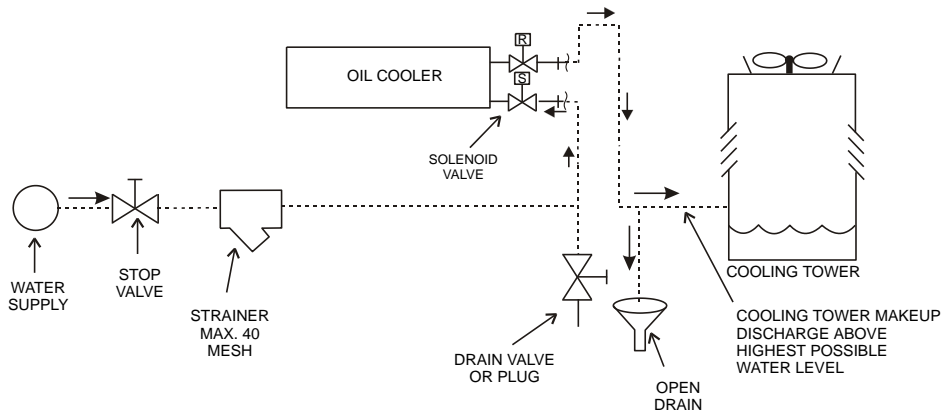 R
OIL COOLER
S
SOLENOID
VALVE
WATER
SUPPLY
STOP
VALVE
STRAINER
MAX. 40
MESH
DRAIN VALVE
OR PLUG
OPEN
DRAIN
COOLING TOWER
COOLING TOWER MAKEUP
DISCHARGE ABOVE
HIGHEST POSSIBLE
WATER LEVEL